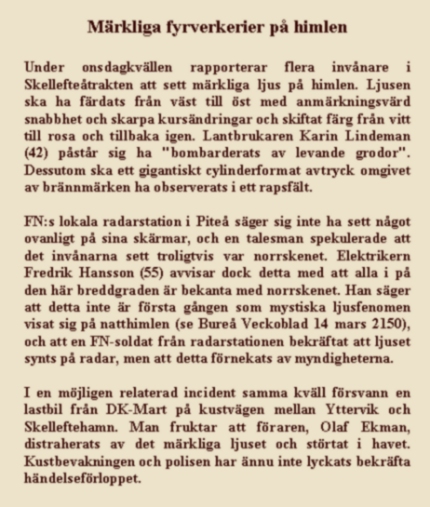 Märkliga fyrverkerier på himlen
Under onsdagkvällen rapporterar flera invånare i
Skellefteåtrakten att sett märkliga ljus på himlen. Ljusen
ska ha färdats från väst till öst med anmärkningsvärd
snabbhet och skarpa kursändringar och skiftat färg från vitt
till rosa och tillbaka igen. Lantbrukaren Karin Lindeman
(42) påstår sig ha "bombarderats av levande grodor".
Dessutom ska ett gigantiskt cylinderformat avtryck omgivet
av brännmärken ha observerats i ett rapsfält.
FN:s lokala radarstation i Piteå säger sig inte ha sett något
ovanligt på sina skärmar, och en talesman spekulerade att
det invånarna sett troligtvis var norrskenet. Elektrikern
Fredrik Hansson (55) avvisar dock detta med att alla i på
den här breddgraden är bekanta med norrskenet. Han säger
att detta inte är första gången som mystiska ljusfenomen
visat sig på natthimlen (se Bureå Veckoblad 14 mars 2150),
och att en FN-soldat från radarstationen bekräftat att ljuset
synts på radar, men att detta förnekats av myndigheterna.
I en möjligen relaterad incident samma kväll försvann en
lastbil från DK-Mart på kustvägen mellan Yttervik och
Skelleftehamn. Man fruktar att föraren, Olaf Ekman,
distraherats av det märkliga ljuset och störtat i havet.
Kustbevakningen och polisen har ännu inte lyckats bekräfta
händelseförloppet.